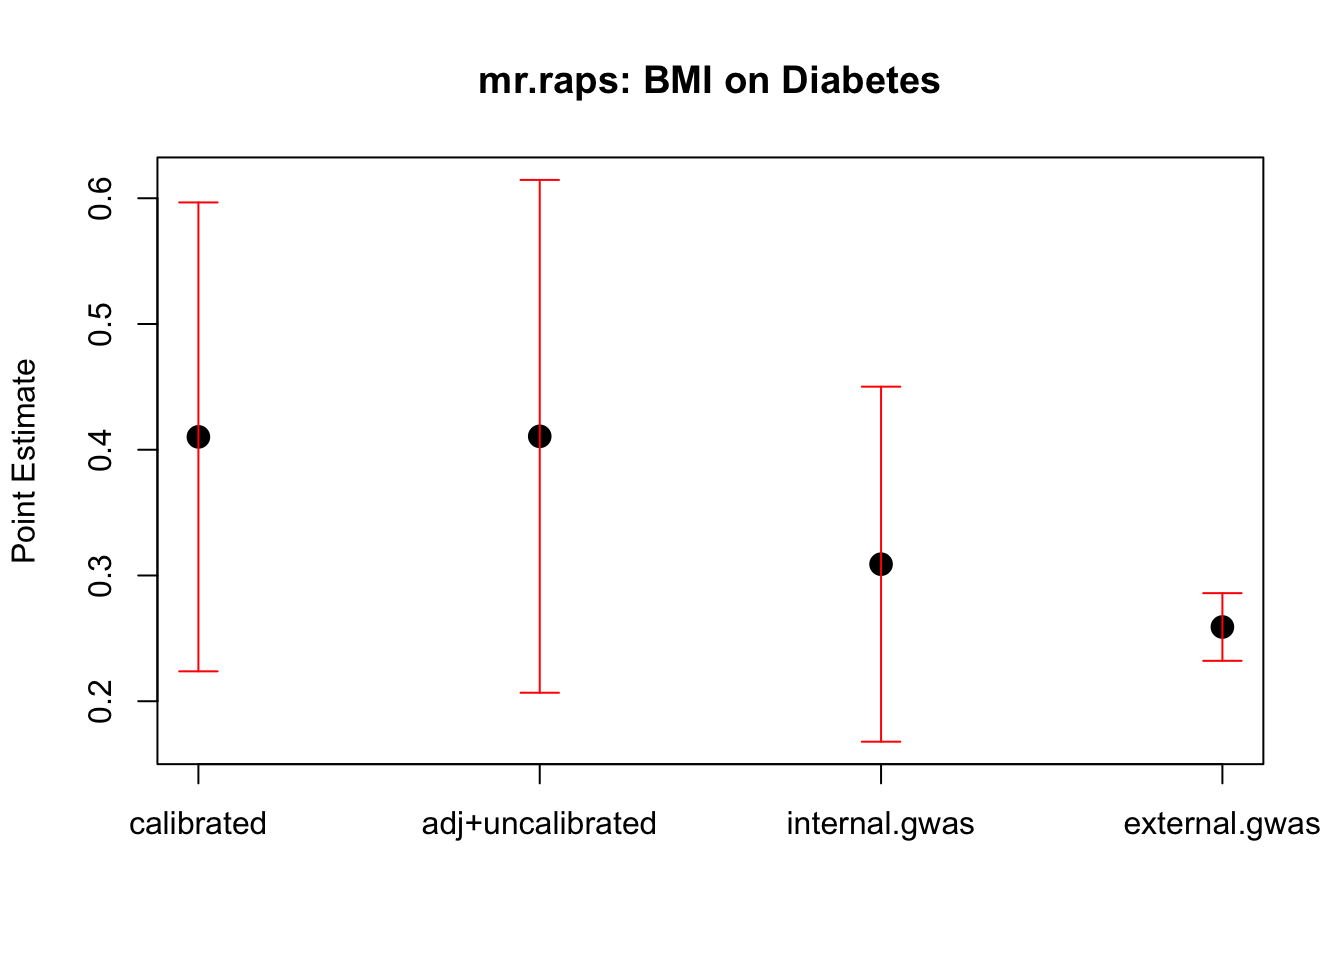 mr.raps: BMI on Diabetes
Point Estimate
0.6
0.5
0.4
0.3
0.2
calibrated
adj+uncalibrated
internal.gwas
external.gwas